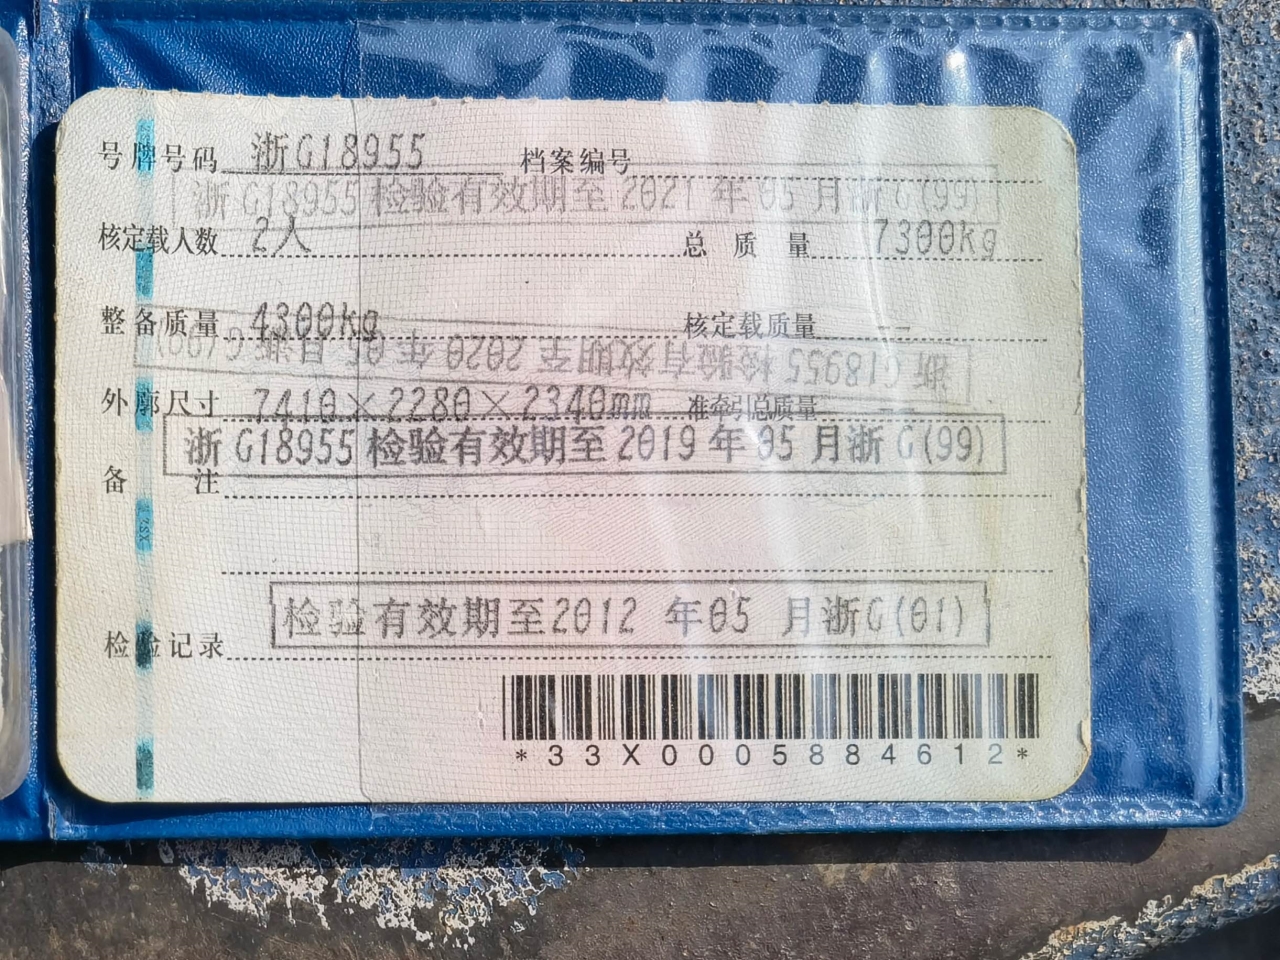 号牌号码 浙G18955 档案编号
浙G18955检验有效期至2021年05月浙G(99)
核定载人数 2人 总质量 7300kg
整备质量 4300kg 核定载质量 --
浙G18955检验有效期至2020年05月浙G(99)
外廓尺寸 7410×2280×2340mm 准牵引总质量 --
浙G18955检验有效期至2019年05月浙G(99)
备注
检验有效期至2012年05月浙G(01)
检验记录
*33X0005884612*